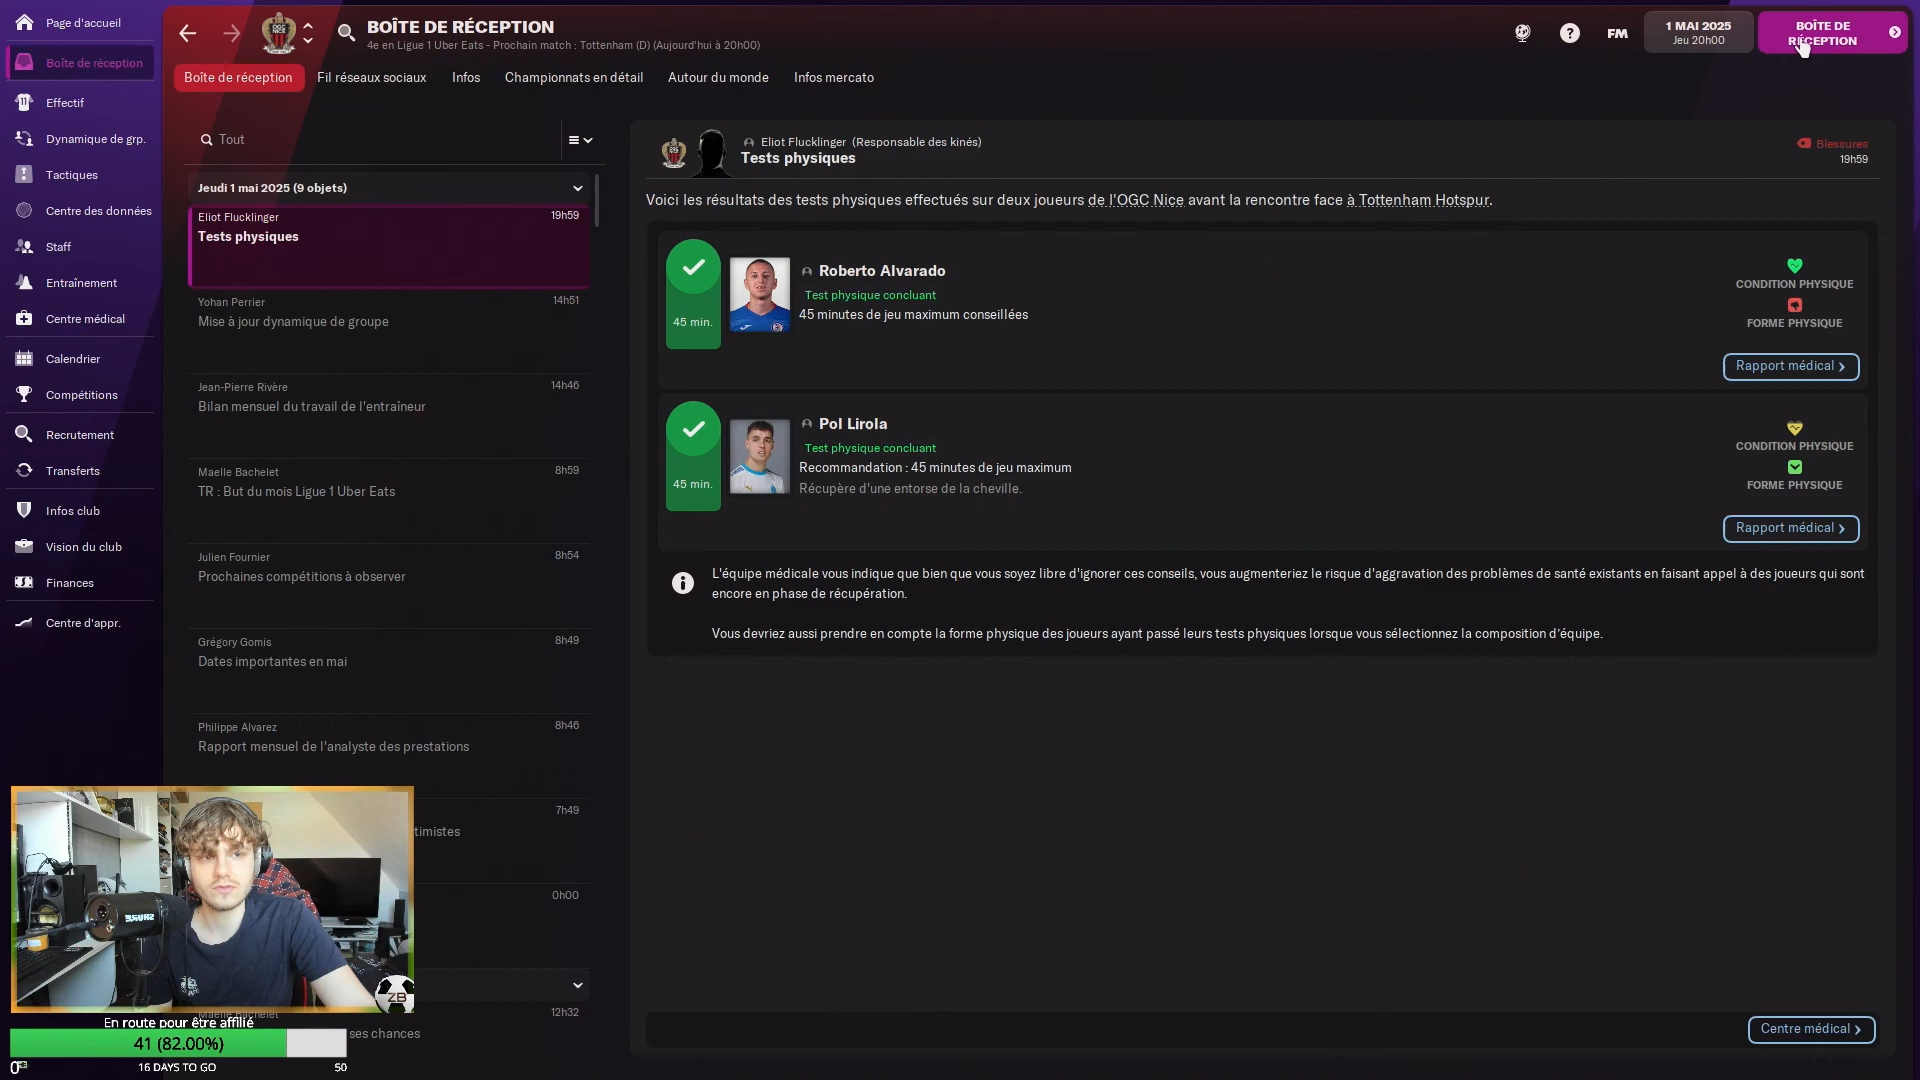 Page d'accueil
Boîte de réception
Effectif
Dynamique de grp.
Tactiques
Centre des données
Staff
Entraînement
Centre médical
Calendrier
Compétitions
Recrutement
Transferts
Infos club
Vision du club
Finances
Centre d'appr.
BOÎTE DE RÉCEPTION
4e en Ligue 1 Uber Eats - Prochain match : Tottenham (D) (Aujourd'hui à 20h00)
FM
1 MAI 2025
Jeu 20h00
BOÎTE DE
RÉCEPTION
Boîte de réception Fil réseaux sociaux Infos Championnats en détail Autour du monde Infos mercato
Tout
Jeudi 1 mai 2025 (9 objets)
Eliot Flucklinger 19h59
Tests physiques
Yohan Perrier 14h51
Mise à jour dynamique de groupe
Jean-Pierre Rivère 14h46
Bilan mensuel du travail de l'entraîneur
Maelle Bachelet 8h59
TR : But du mois Ligue 1 Uber Eats
Julien Fournier 8h54
Prochaines compétitions à observer
Grégory Gomis 8h49
Dates importantes en mai
Philippe Alvarez 8h46
Rapport mensuel de l'analyste des prestations
7h49
timistes
0h00
Maelle Bachelet 12h32
ses chances
Eliot Flucklinger (Responsable des kinés)
Tests physiques
Blessures
19h59
Voici les résultats des tests physiques effectués sur deux joueurs de l'OGC Nice avant la rencontre face à Tottenham Hotspur.
45 min.
Roberto Alvarado
Test physique concluant
45 minutes de jeu maximum conseillées
CONDITION PHYSIQUE
FORME PHYSIQUE
Rapport médical
45 min.
Pol Lirola
Test physique concluant
Recommandation : 45 minutes de jeu maximum
Récupère d'une entorse de la cheville.
CONDITION PHYSIQUE
FORME PHYSIQUE
Rapport médical
L'équipe médicale vous indique que bien que vous soyez libre d'ignorer ces conseils, vous augmenteriez le risque d'aggravation des problèmes de santé existants en faisant appel à des joueurs qui sont
encore en phase de récupération.
Vous devriez aussi prendre en compte la forme physique des joueurs ayant passé leurs tests physiques lorsque vous sélectionnez la composition d'équipe.
Centre médical
SHURE
ZB
En route pour être affilié
41 (82.00%)
0
16 DAYS TO GO
50